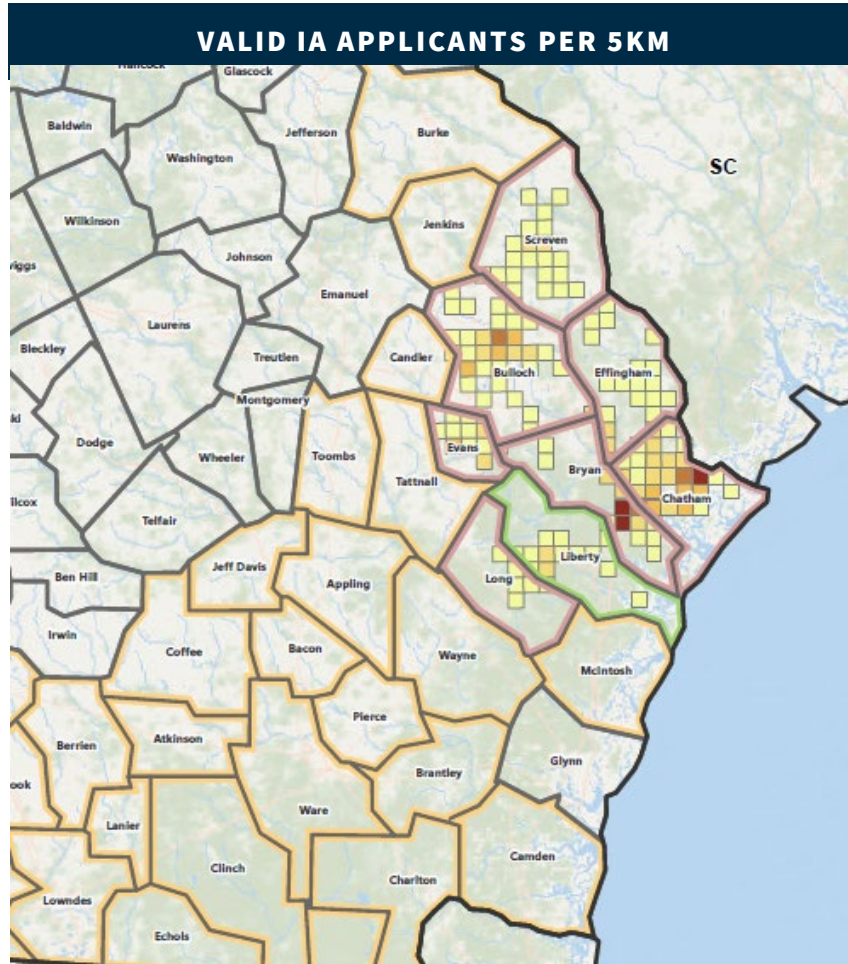 VALID IA APPLICANTS PER 5KM
Glascock
Baldwin
Jefferson
Burke
Washington
SC
Wilkinson
Jenkins
Screven
Johnson
Emanuel
Laurens
Bleckley
Treutlen
Candler
Bulloch
Effingham
Montgomery
Dodge
Wheeler
Toombs
Evans
Bryan
Tattnall
Chatham
Telfair
Liberty
Jeff Davis
Long
Ben Hill
Appling
Irwin
Coffee
Bacon
Wayne
McIntosh
Pierce
Atkinson
Berrien
Glynn
Brantley
Ware
Lanier
Camden
Clinch
Charlton
Lowndes
Echols